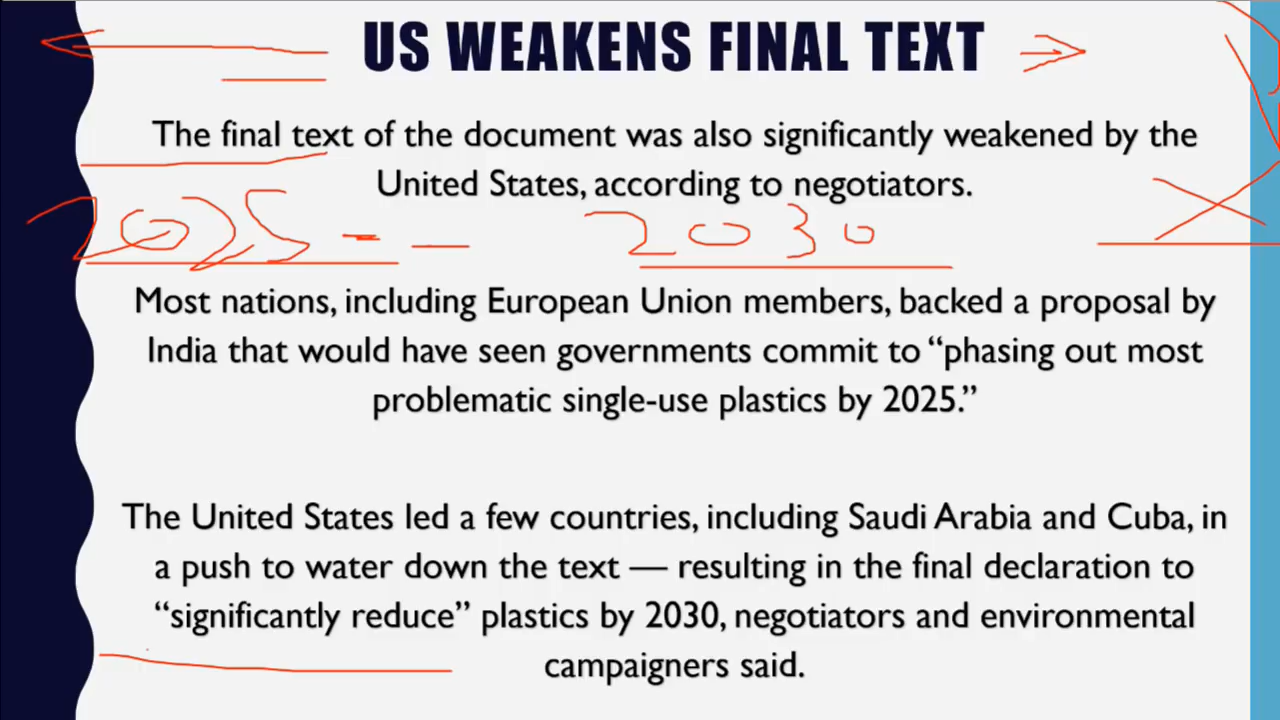 US WEAKENS FINAL TEXT
The final text of the document was also significantly weakened by the
United States, according to negotiators.
2025 - - 2030
Most nations, including European Union members, backed a proposal by
India that would have seen governments commit to “phasing out most
problematic single-use plastics by 2025.”
The United States led a few countries, including Saudi Arabia and Cuba, in
a push to water down the text — resulting in the final declaration to
“significantly reduce” plastics by 2030, negotiators and environmental
campaigners said.